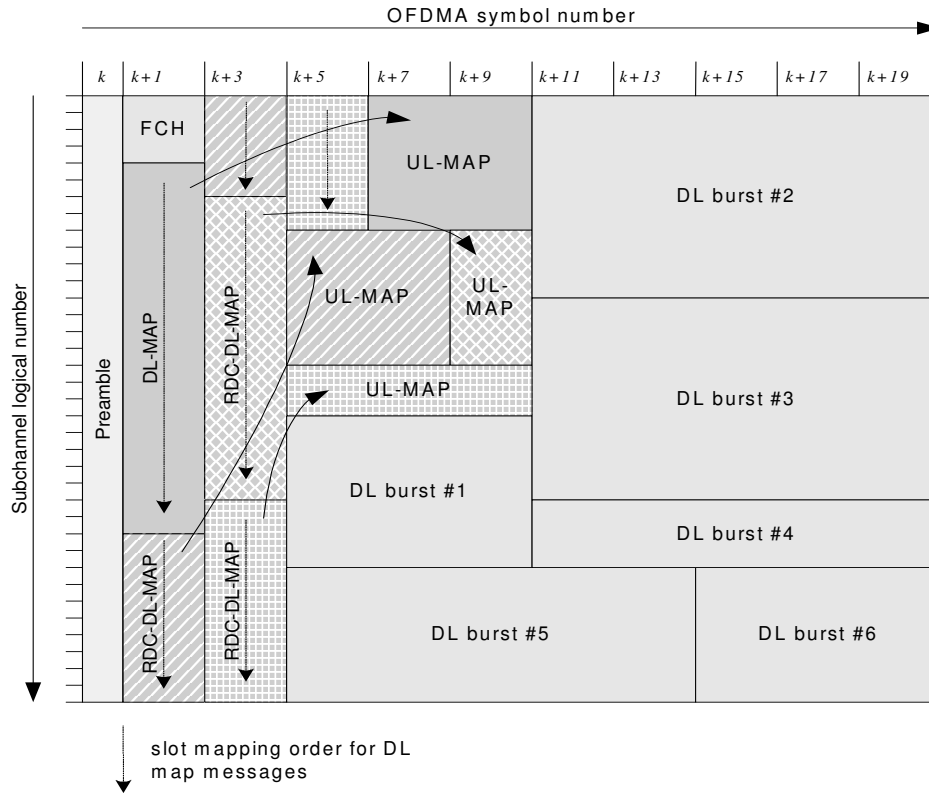 OFDMA symbol number
k
k+1
k+3
k+5
k+7
k+9
k+11
k+13
k+15
k+17
k+19
Subchannel logical number
Preamble
FCH
DL-MAP
RDC-DL-MAP
RDC-DL-MAP
RDC-DL-MAP
UL-MAP
UL-MAP
UL-
MAP
UL-MAP
DL burst #1
DL burst #2
DL burst #3
DL burst #4
DL burst #5
DL burst #6
slot mapping order for DL
map messages